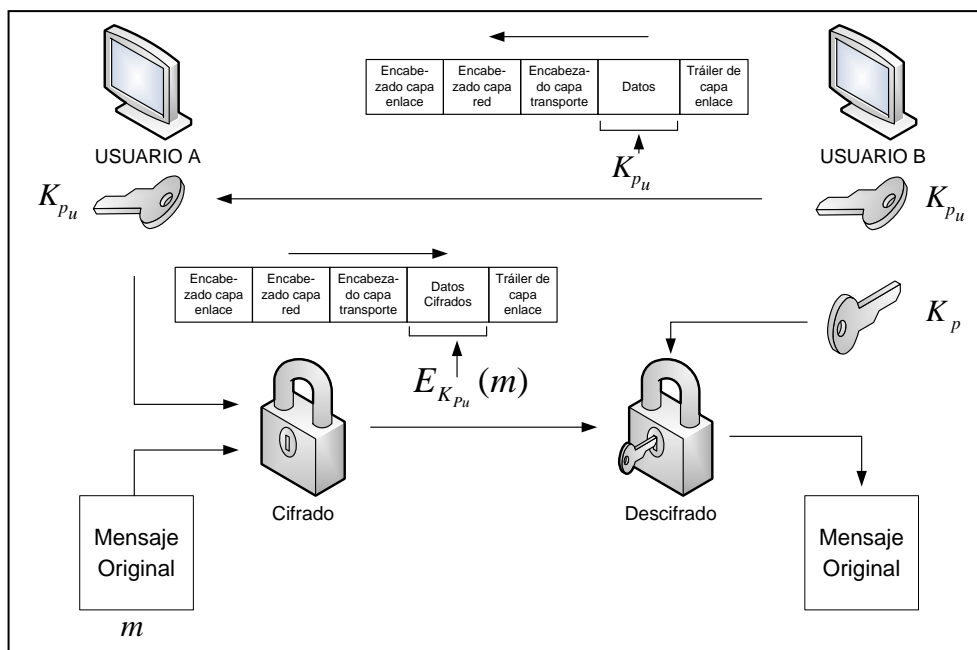 Encabe-
zado capa
enlace
Encabe-
zado capa
red
Encabeza-
do capa
transporte
Datos
Tráiler de
capa
enlace
USUARIO A
USUARIO B
K_{p_u}
K_{p_u}
K_{p_u}
Encabe-
zado capa
enlace
Encabe-
zado capa
red
Encabeza-
do capa
transporte
Datos
Cifrados
Tráiler de
capa
enlace
K_p
E_{K_{Pu}}(m)
Cifrado
Descifrado
Mensaje
Original
Mensaje
Original
m